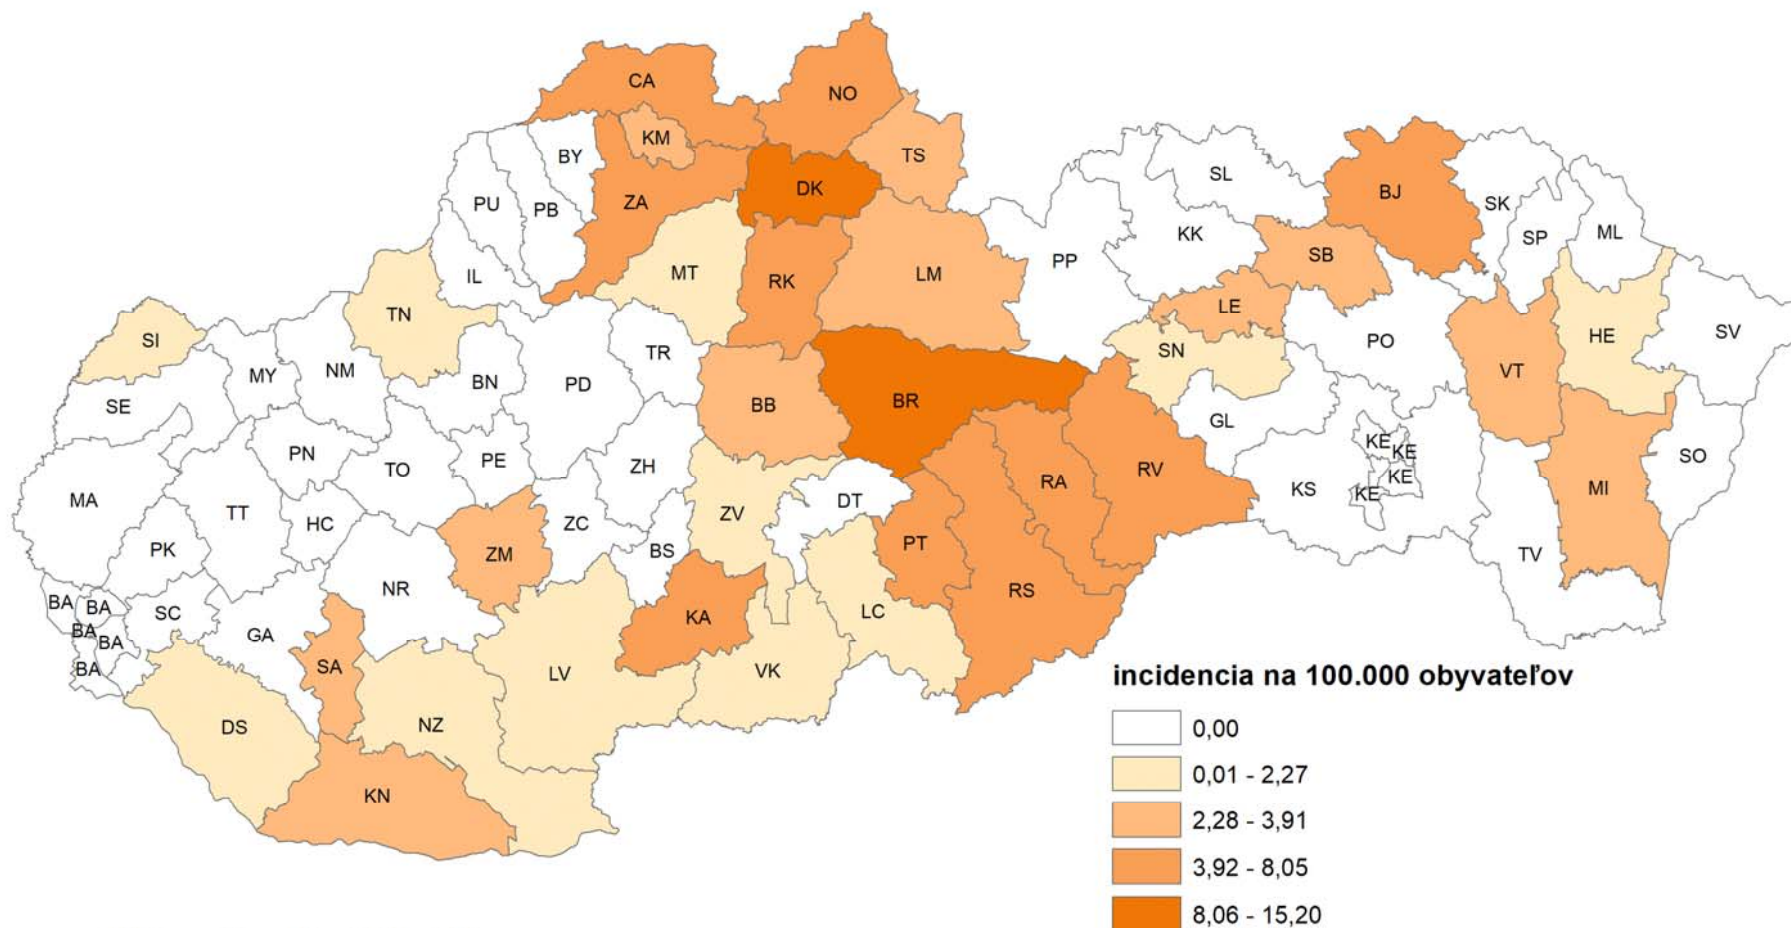 CA
NO
KM
TS
BY
DK
SL
BJ
ZA
PU
PB
SK
KK
SP
ML
SB
PP
IL
MT
RK
LM
LE
TN
SI
SV
HE
PO
SN
TR
MY
NM
BN
PD
VT
BB
BR
SE
GL
KE
KE
PN
TO
PE
ZH
RV
SO
KE
RA
KS
KE
MI
MA
DT
TT
HC
ZC
ZV
PK
BS
PT
ZM
TV
NR
RS
BA
BA
SC
LC
KA
BA
BA
GA
BA
SA
LV
VK
DS
NZ
KN
incidencia na 100.000 obyvateľov
0,00
0,01 - 2,27
2,28 - 3,91
3,92 - 8,05
8,06 - 15,20